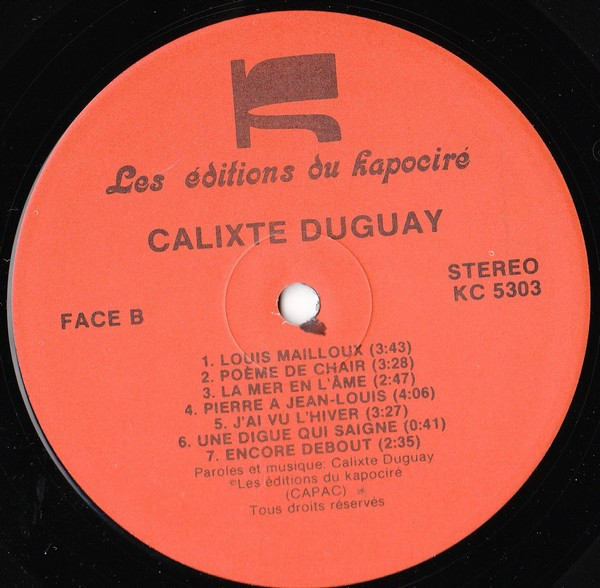 Les éditions du kapociré
CALIXTE DUGUAY
STEREO
KC 5303
FACE B
1. LOUIS MAILLOUX (3:43)
2. POÈME DE CHAIR (3:28)
3. LA MER EN L'ÂME (2:47)
4. PIERRE A JEAN-LOUIS (4:06)
5. J'AI VU L'HIVER (3:27)
6. UNE DIGUE QUI SAIGNE (0:41)
7. ENCORE DEBOUT (2:35)
Paroles et musique: Calixte Duguay
©Les éditions du kapociré
(CAPAC)
Tous droits réservés